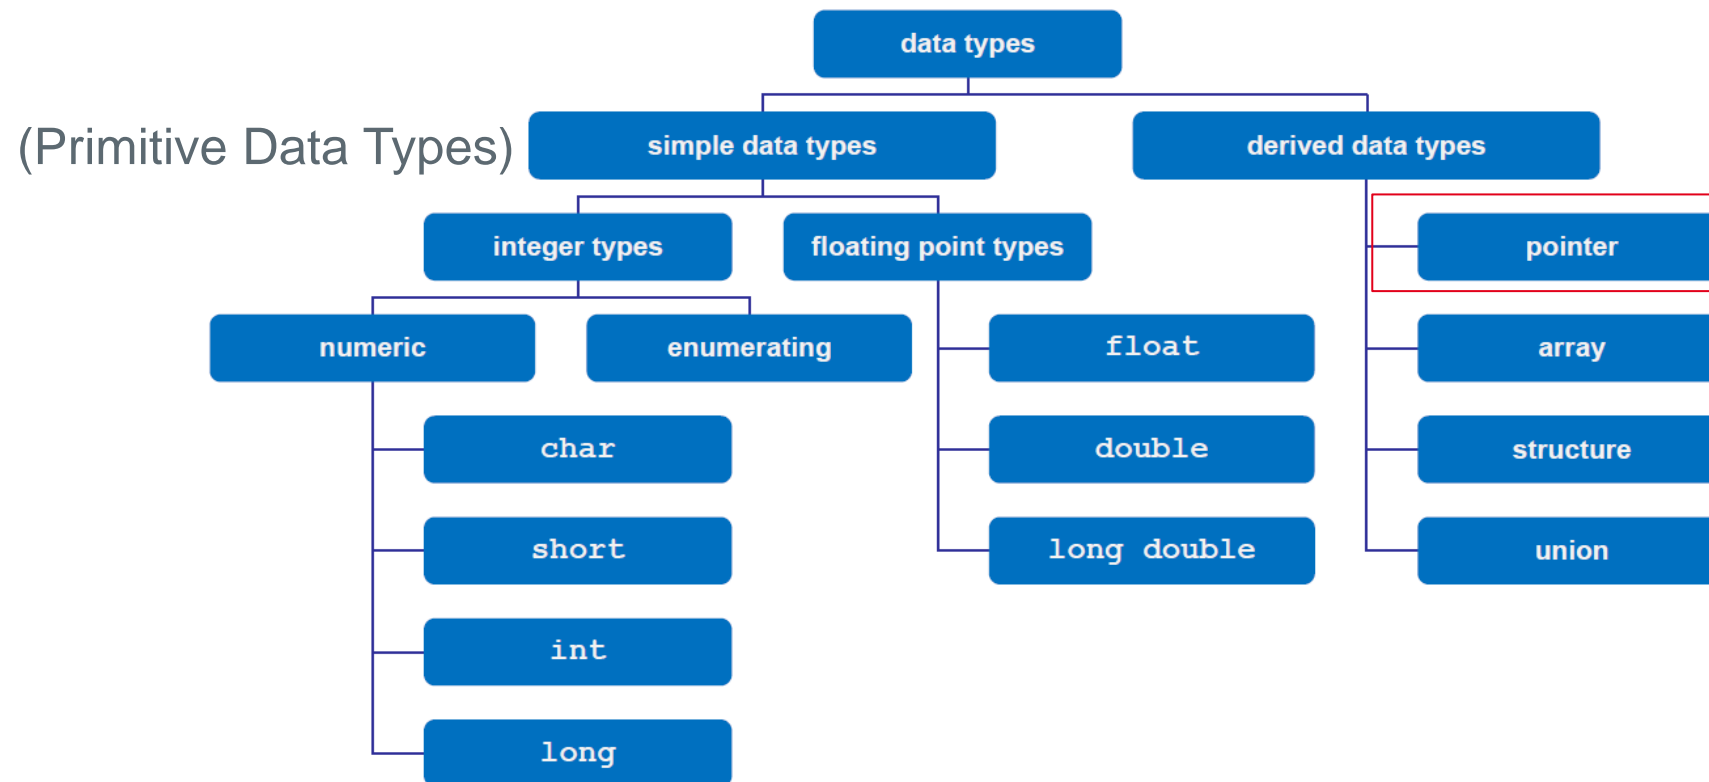 data types
(Primitive Data Types)
simple data types
derived data types
integer types
floating point types
pointer
numeric
enumerating
float
array
char
double
structure
short
long double
union
int
long